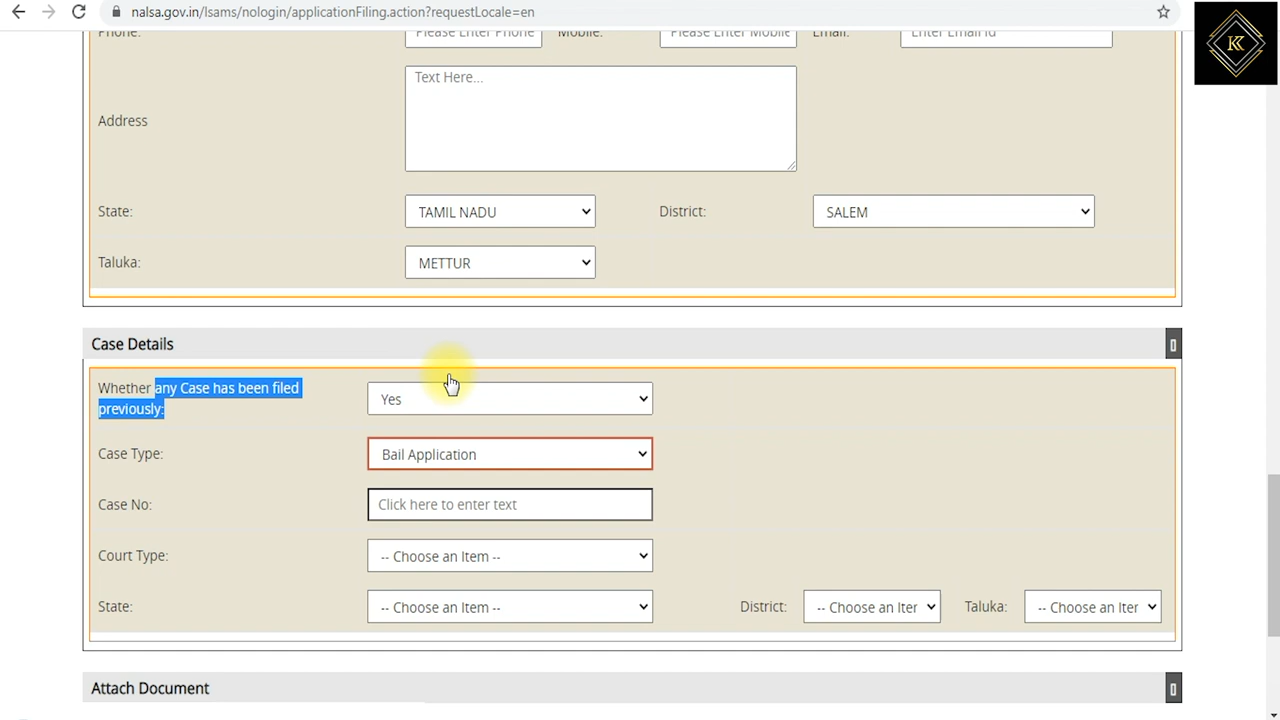 nalsa.gov.in/lsams/nologin/applicationFiling.action?requestLocale=en
KK
Phone: Please Enter Phone Mobile: Please Enter Mobile Email: Enter Email Id
Text Here...
Address
State: TAMIL NADU District: SALEM
Taluka: METTUR
Case Details
Whether any Case has been filed
previously: Yes
Case Type: Bail Application
Case No: Click here to enter text
Court Type: -- Choose an Item --
State: -- Choose an Item -- District: -- Choose an Iter Taluka: -- Choose an Iter
Attach Document